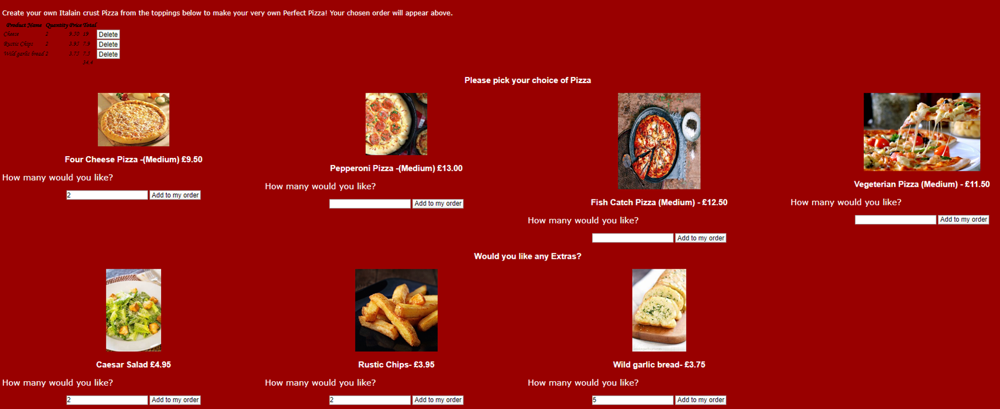 Create your own Italain crust Pizza from the toppings below to make your very own Perfect Pizza! Your chosen order will appear above.
Product Name Quantity Price Total
Cheese 2 9.50 19 Delete
Rustic Chips 2 3.95 7.9 Delete
Wild garlic bread 2 3.75 7.5 Delete
34.4
Please pick your choice of Pizza
Four Cheese Pizza -(Medium) £9.50
How many would you like?
2 Add to my order
Pepperoni Pizza -(Medium) £13.00
How many would you like?
Add to my order
Fish Catch Pizza (Medium) - £12.50
How many would you like?
Add to my order
Vegeterian Pizza (Medium) - £11.50
How many would you like?
Add to my order
Would you like any Extras?
Caesar Salad £4.95
How many would you like?
2 Add to my order
Rustic Chips- £3.95
How many would you like?
2 Add to my order
Wild garlic bread- £3.75
How many would you like?
5 Add to my order